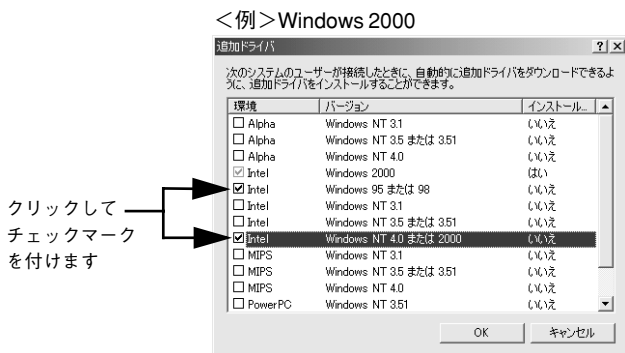 <例>Windows 2000
追加ドライバ
次のシステムのユーザーが接続したときに、自動的に追加ドライバをダウンロードできるよ
うに、追加ドライバをインストールすることができます。
環境 バージョン インストール...
Alpha Windows NT 3.1 いいえ
Alpha Windows NT 3.5 または 3.51 いいえ
Alpha Windows NT 4.0 いいえ
Intel Windows 2000 はい
Intel Windows 95 または 98 いいえ
Intel Windows NT 3.1 いいえ
Intel Windows NT 3.5 または 3.51 いいえ
Intel Windows NT 4.0 または 2000 いいえ
MIPS Windows NT 3.1 いいえ
MIPS Windows NT 3.5 または 3.51 いいえ
MIPS Windows NT 4.0 いいえ
PowerPC Windows NT 3.51 いいえ
OK キャンセル
クリックして
チェックマーク
を付けます